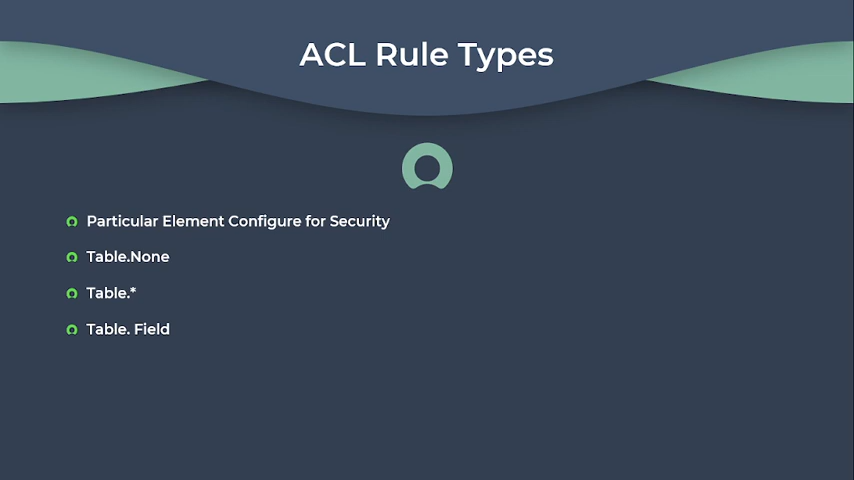 ACL Rule Types
Particular Element Configure for Security
Table.None
Table.*
Table. Field